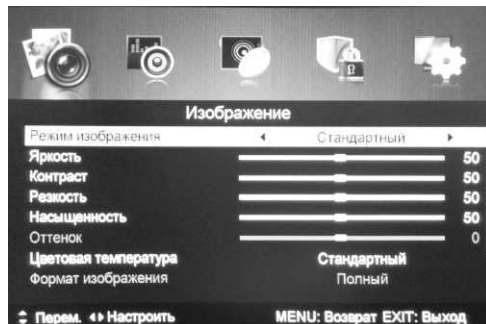 Изображение
Режим изображения Стандартный
Яркость 50
Контраст 50
Резкость 50
Насыщенность 50
Оттенок 0
Цветовая температура Стандартный
Формат изображения Полный
Перем. Настроить MENU: Возврат EXIT: Выход